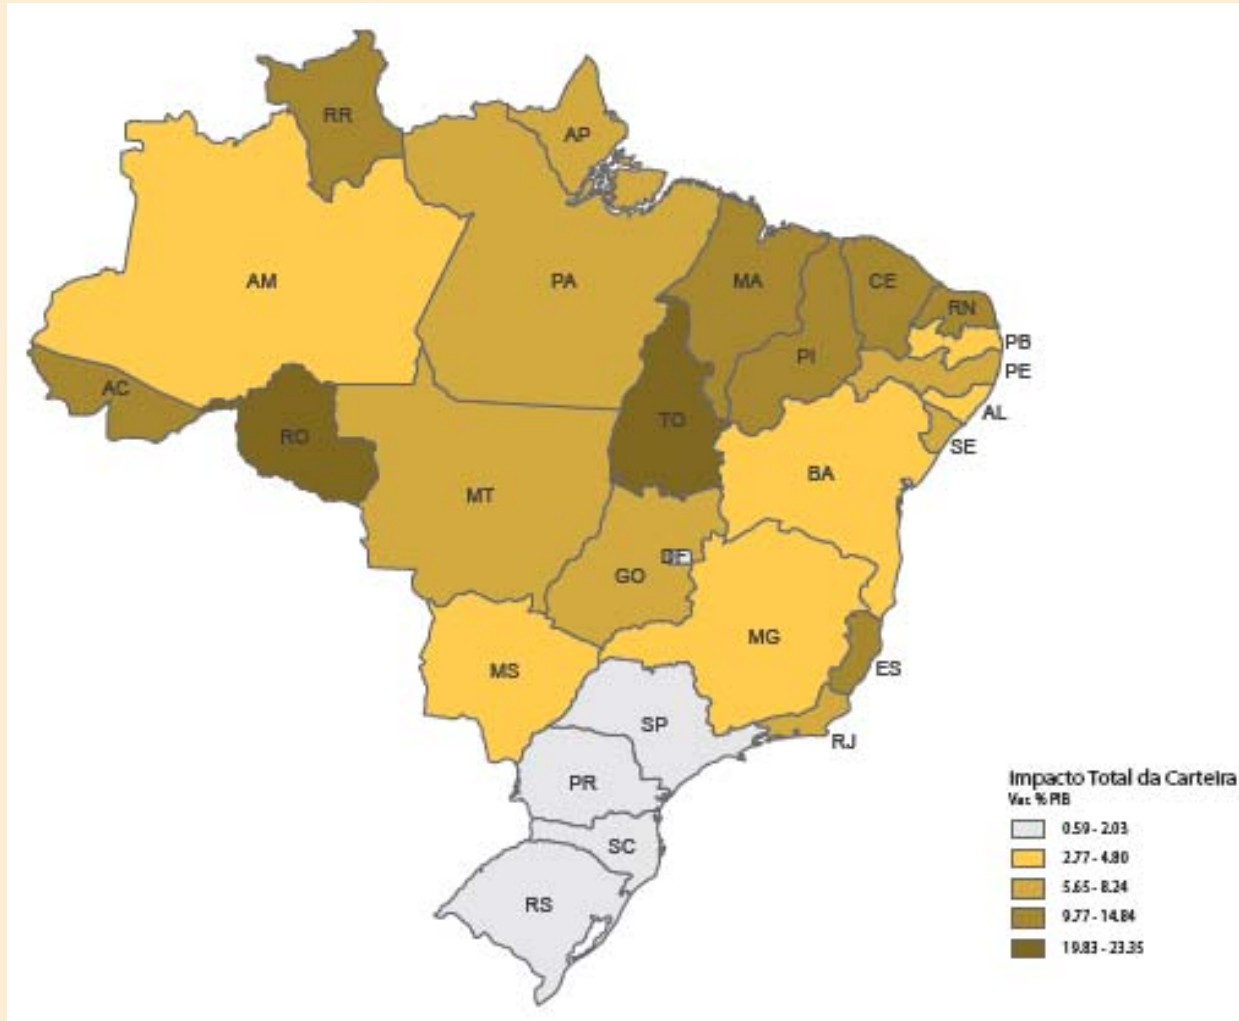 RR
AP
AM
PA
MA
CE
RN
PB
PI
PE
AC
TO
AL
RO
SE
BA
MT
DF
GO
MG
MS
ES
SP
RJ
PR
SC
RS
Impacto Total da Carteira
Var. % PIB
0.59 - 2.03
2.77 - 4.80
5.65 - 8.24
9.77 - 14.84
19.83 - 23.35